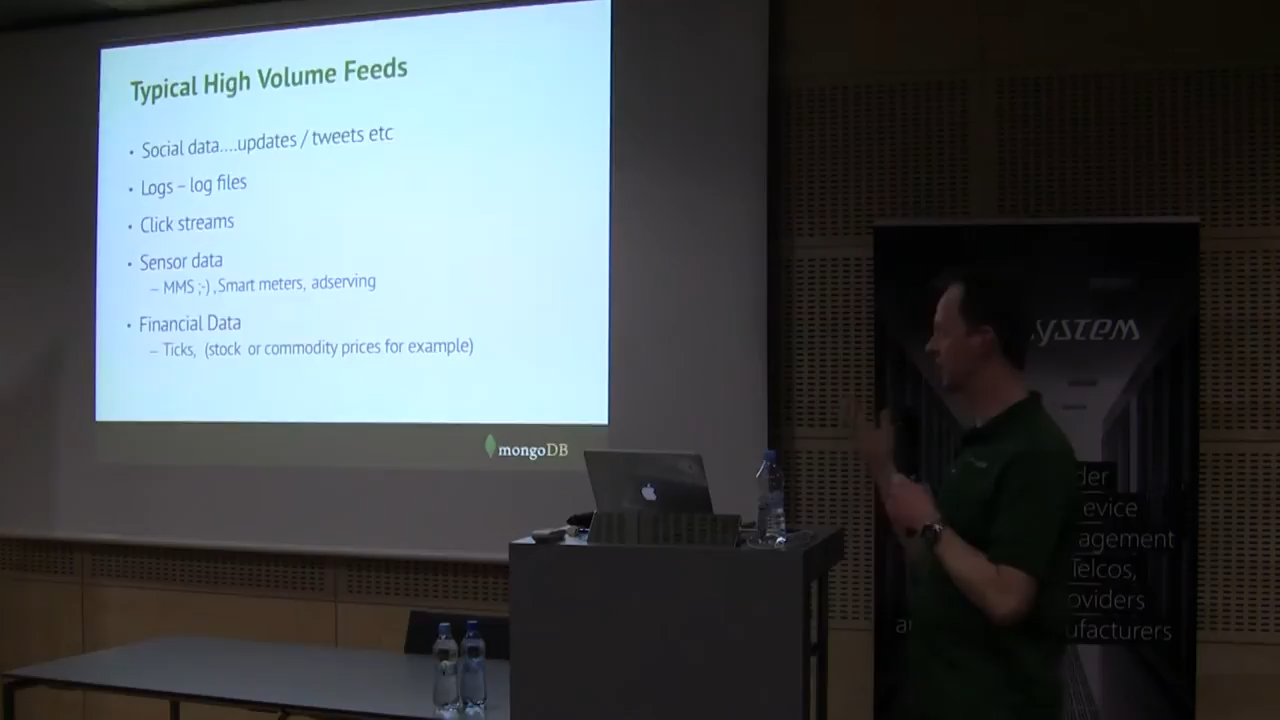 Typical High Volume Feeds
• Social data....updates / tweets etc
• Logs – log files
• Click streams
• Sensor data
– MMS ;-) ,Smart meters, adserving
• Financial Data
– Ticks, (stock or commodity prices for example)
mongoDB
system
der
evice
agement
Telcos,
oviders
a
ufacturers